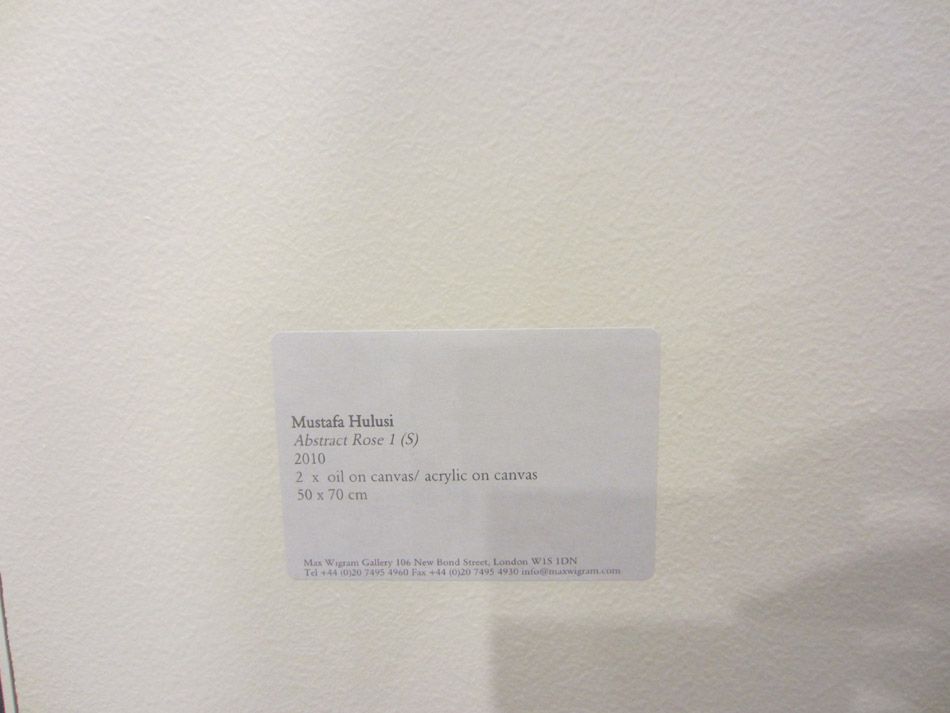 Mustafa Hulusi
Abstract Rose 1 (S)
2010
2 x oil on canvas/ acrylic on canvas
50 x 70 cm
Max Wigram Gallery 106 New Bond Street, London W1S 1DN
Tel +44 (0)20 7495 4960 Fax +44 (0)20 7495 4930 info@maxwigram.com